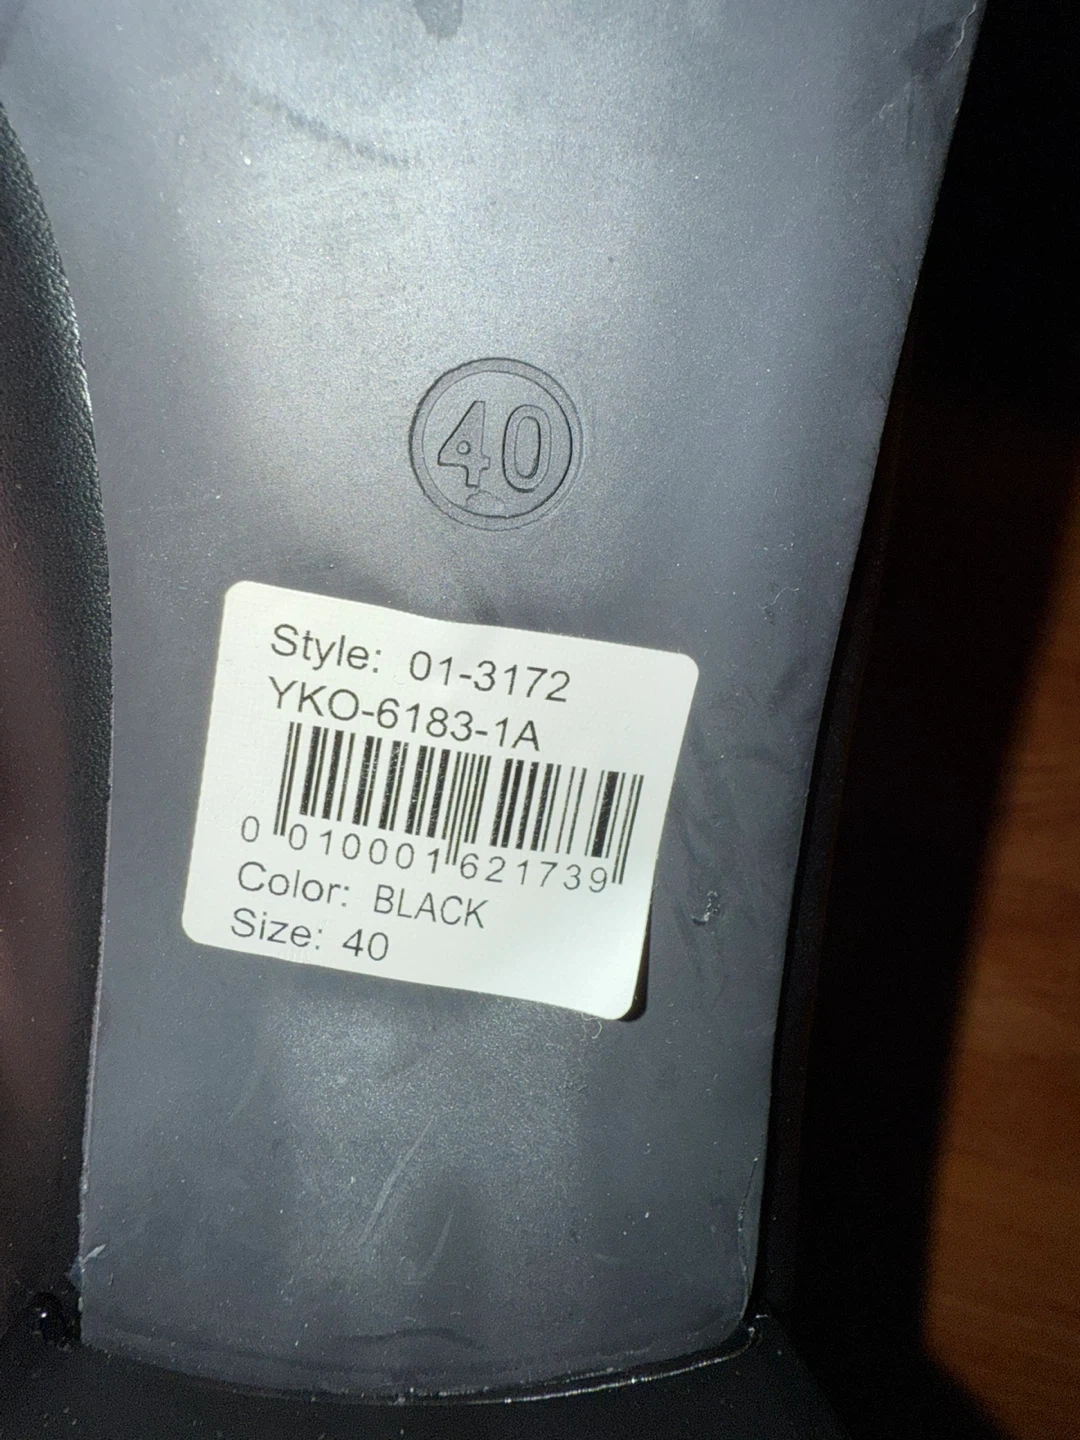 40
Style: 01-3172
YKO-6183-1A
0 010001 621739
Color: BLACK
Size: 40